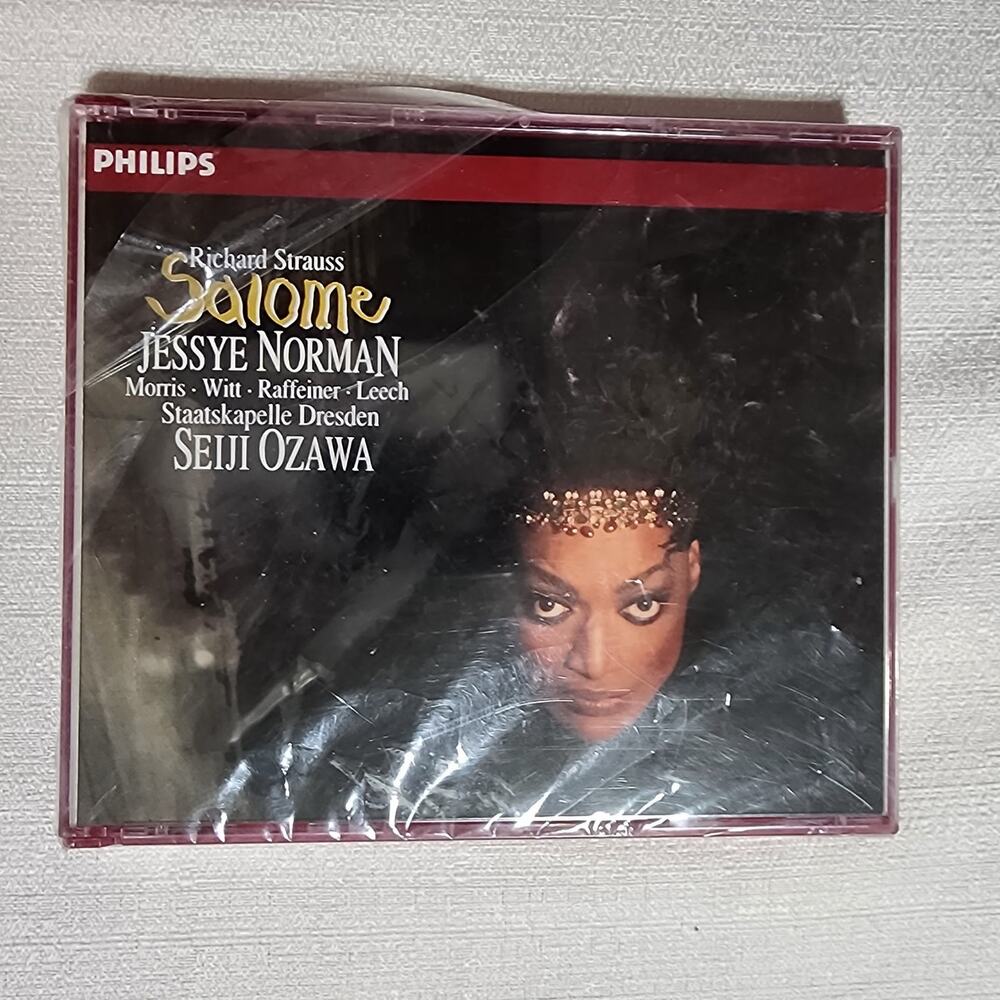 PHILIPS
Richard Strauss
Salome
JESSYE NORMAN
Morris · Witt · Raffeiner · Leech
Staatskapelle Dresden
SEIJI OZAWA